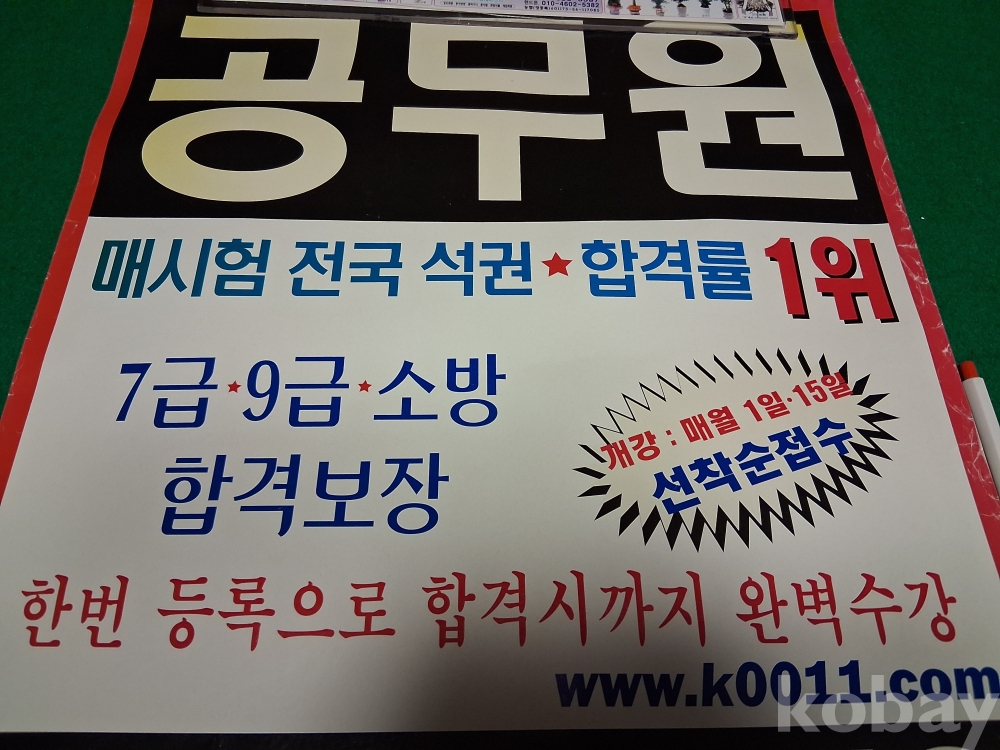 010-4602-5382
공무원
매시험 전국 석권★합격률 1위
7급★9급★소방
합격보장
개강 : 매월 1일·15일
선착순접수
한번 등록으로 합격시까지 완벽수강
www.k0011.com
kobay